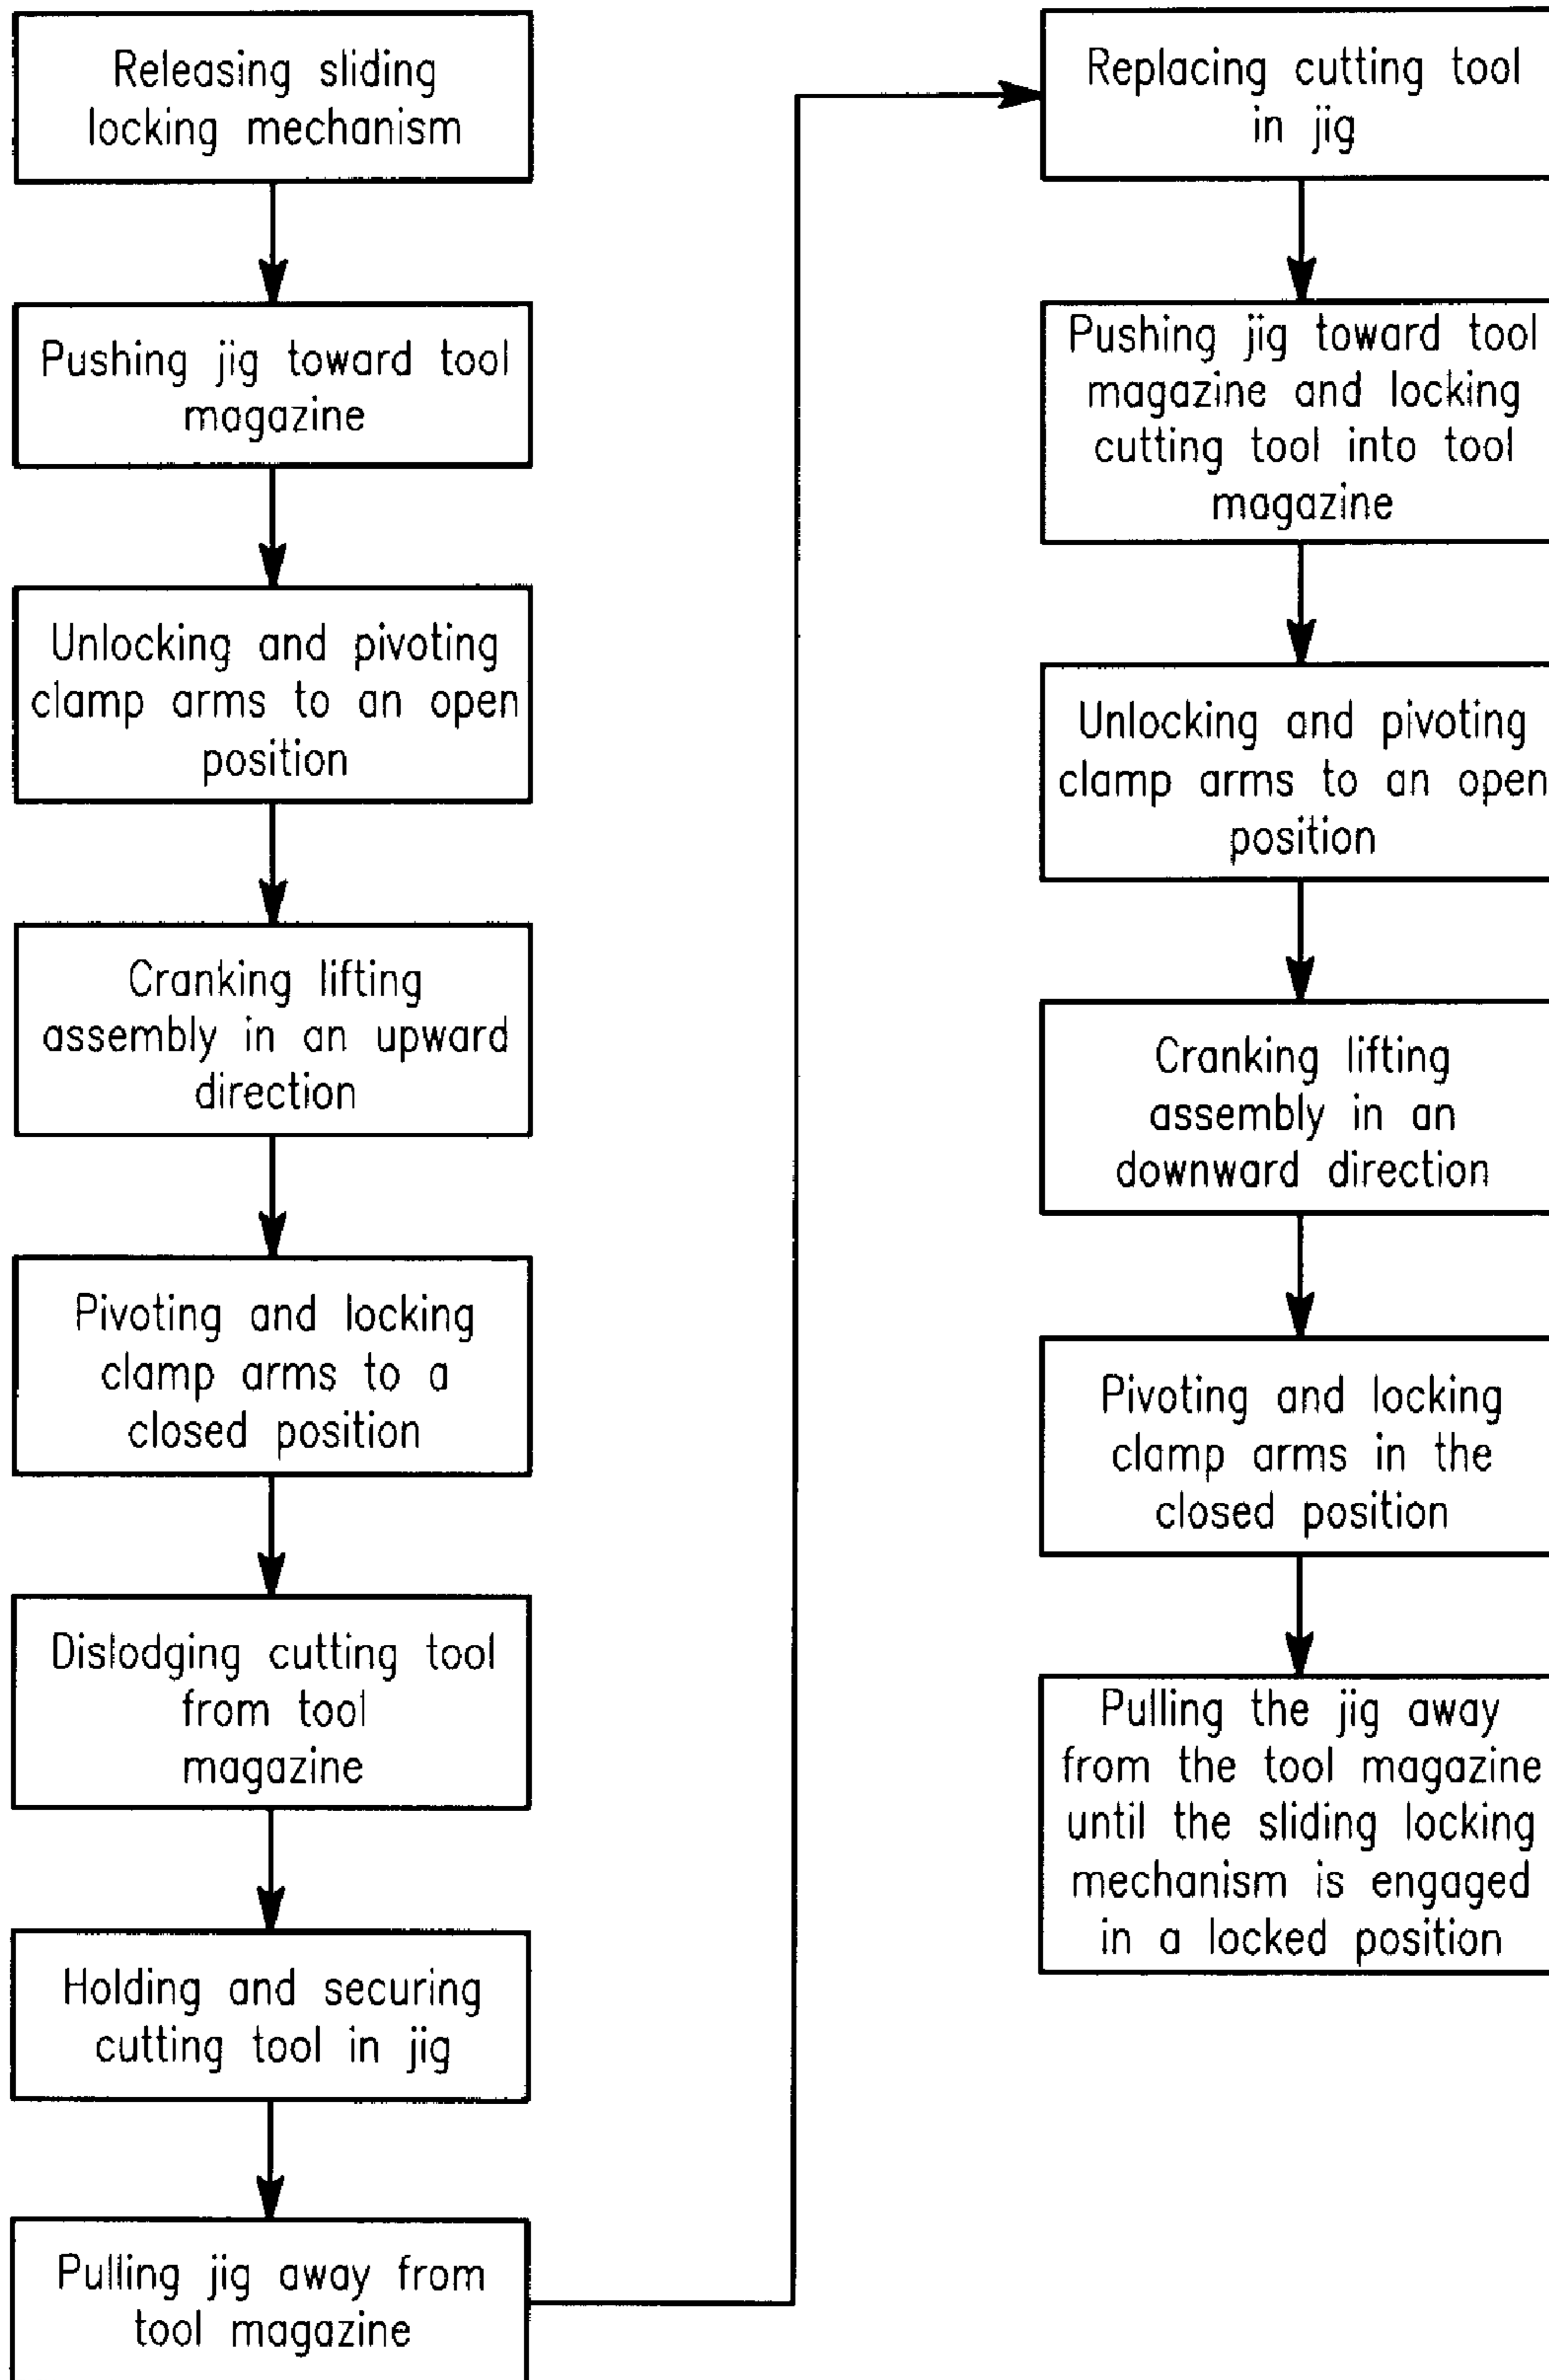 Releasing sliding
locking mechanism
Pushing jig toward tool
magazine
Unlocking and pivoting
clamp arms to an open
position
Cranking lifting
assembly in an upward
direction
Pivoting and locking
clamp arms to a
closed position
Dislodging cutting tool
from tool
magazine
Holding and securing
cutting tool in jig
Pulling jig away from
tool magazine
Replacing cutting tool
in jig
Pushing jig toward tool
magazine and locking
cutting tool into tool
magazine
Unlocking and pivoting
clamp arms to an open
position
Cranking lifting
assembly in an
downward direction
Pivoting and locking
clamp arms in the
closed position
Pulling the jig away
from the tool magazine
until the sliding locking
mechanism is engaged
in a locked position